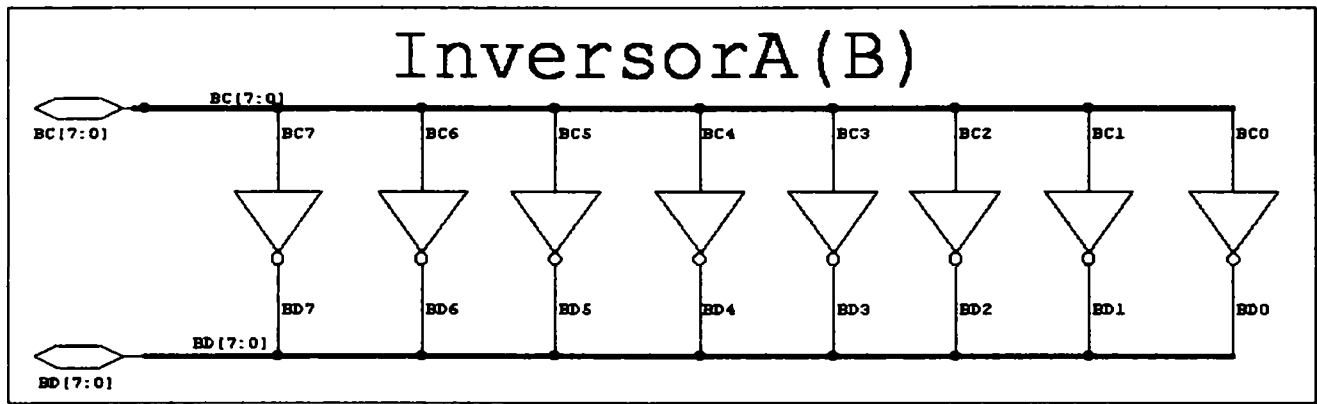 InversorA(B)
BC[7:0]
BC[7:0]
BC7 BC6 BC5 BC4 BC3 BC2 BC1 BC0
BD7 BD6 BD5 BD4 BD3 BD2 BD1 BD0
BD[7:0]
BD[7:0]